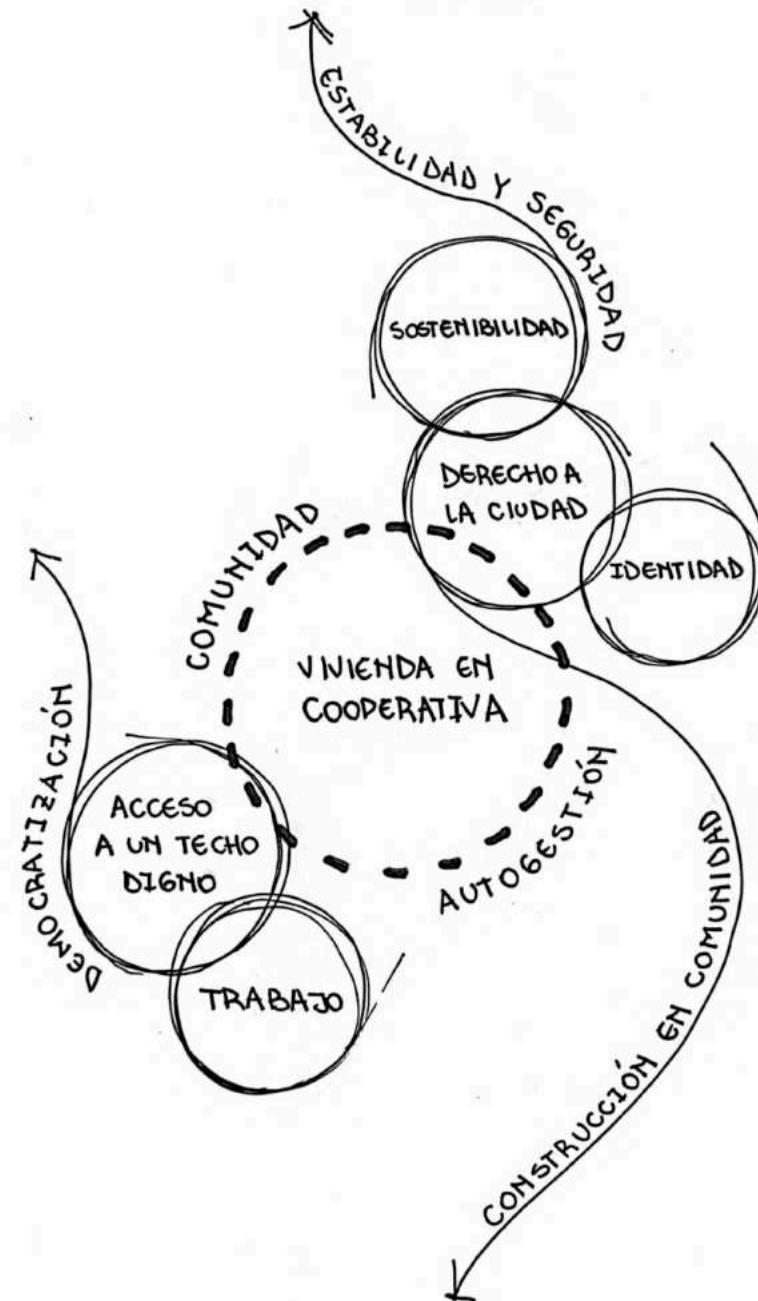 ESTABILIDAD Y SEGURIDAD
SOSTENIBILIDAD
DERECHO A
LA CIUDAD
IDENTIDAD
COMUNIDAD
VIVIENDA EN
COOPERATIVA
AUTOGESTIÓN
DEMOCRATIZACIÓN
ACCESO
A UN TECHO
DIGNO
TRABAJO
CONSTRUCCIÓN EN COMUNIDAD